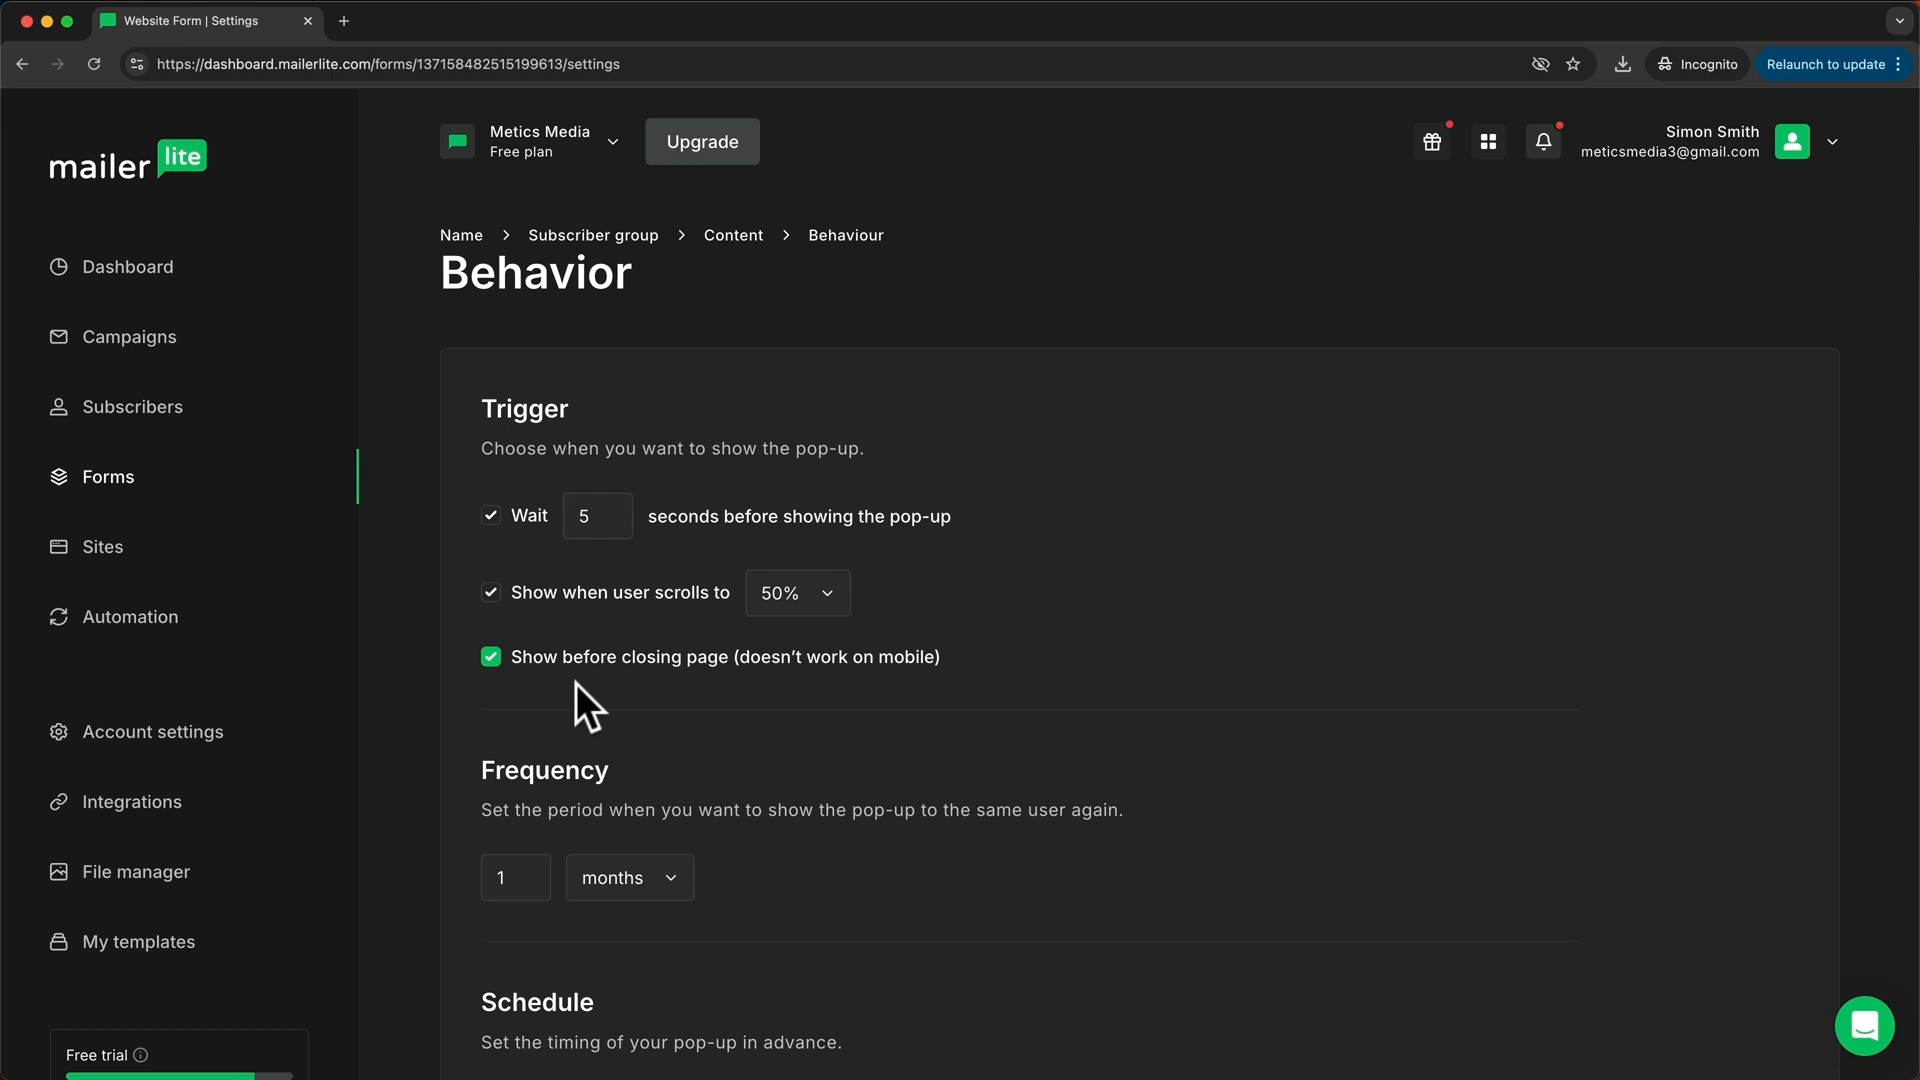 Website Form | Settings
https://dashboard.mailerlite.com/forms/137158482515199613/settings
Incognito
Relaunch to update
mailer lite
Metics Media
Free plan
Upgrade
Simon Smith
meticsmedia3@gmail.com
Dashboard
Campaigns
Subscribers
Forms
Sites
Automation
Account settings
Integrations
File manager
My templates
Free trial
Name > Subscriber group > Content > Behaviour
Behavior
Trigger
Choose when you want to show the pop-up.
Wait 5 seconds before showing the pop-up
Show when user scrolls to 50%
Show before closing page (doesn’t work on mobile)
Frequency
Set the period when you want to show the pop-up to the same user again.
1 months
Schedule
Set the timing of your pop-up in advance.